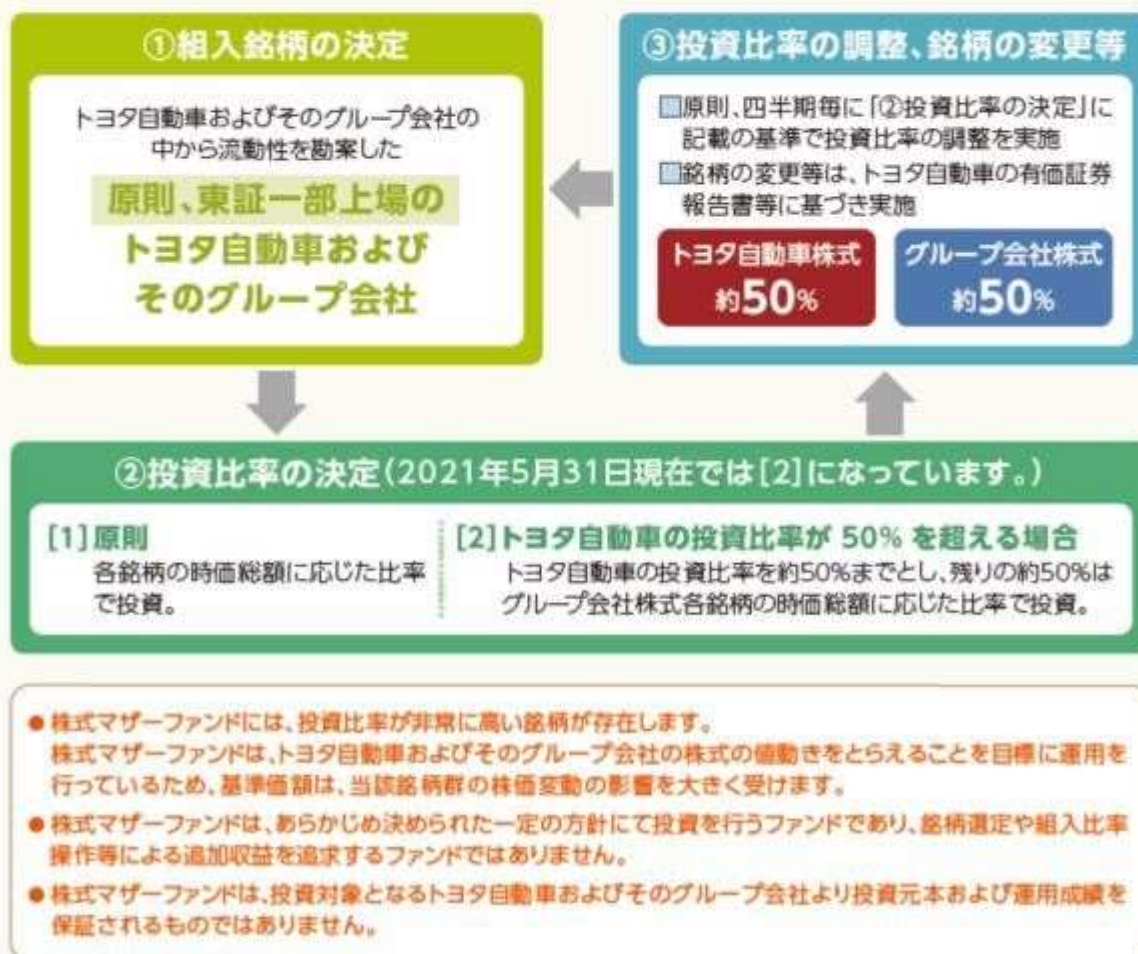 ①組入銘柄の決定
トヨタ自動車およびそのグループ会社の
中から流動性を勘案した
原則、東証一部上場の
トヨタ自動車および
そのグループ会社
③投資比率の調整、銘柄の変更等
原則、四半期毎に「②投資比率の決定」に
記載の基準で投資比率の調整を実施
銘柄の変更等は、トヨタ自動車の有価証券
報告書等に基づき実施
トヨタ自動車株式
約50%
グループ会社株式
約50%
②投資比率の決定(2021年5月31日現在では[2]になっています。)
[1]原則
各銘柄の時価総額に応じた比率
で投資。
[2]トヨタ自動車の投資比率が 50% を超える場合
トヨタ自動車の投資比率を約50%までとし、残りの約50%は
グループ会社株式各銘柄の時価総額に応じた比率で投資。
●株式マザーファンドには、投資比率が非常に高い銘柄が存在します。
株式マザーファンドは、トヨタ自動車およびそのグループ会社の株式の値動きをとらえることを目標に運用を
行っているため、基準価額は、当該銘柄群の株価変動の影響を大きく受けます。
●株式マザーファンドは、あらかじめ決められた一定の方針にて投資を行うファンドであり、銘柄選定や組入比率
操作等による追加収益を追求するファンドではありません。
●株式マザーファンドは、投資対象となるトヨタ自動車およびそのグループ会社より投資元本および運用成績を
保証されるものではありません。